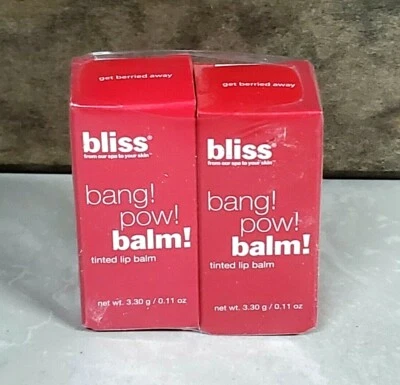 get berried away
bliss®
from our spa to your skin™
bang!
pow!
balm!
tinted lip balm
net wt. 3.30 g / 0.11 oz
get berried away
bliss®
from our spa to your skin™
bang!
pow!
balm!
tinted lip balm
net wt. 3.30 g / 0.11 oz